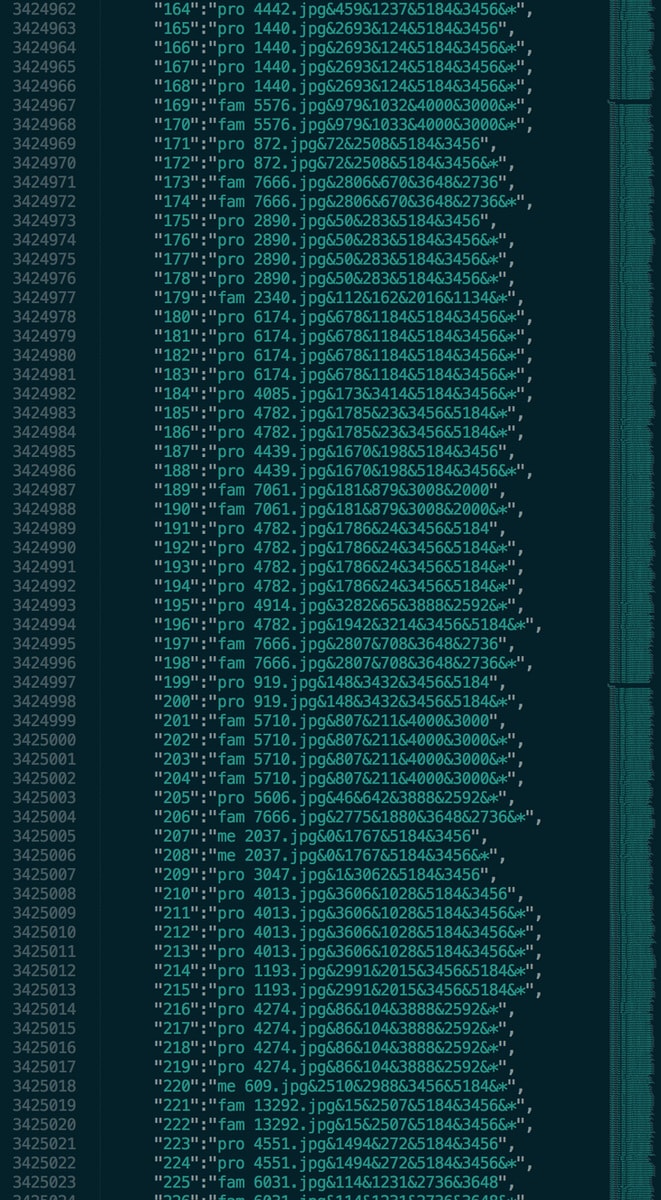 3424962 "164":"pro 4442.jpg&459&1237&5184&3456&*",
3424963 "165":"pro 1440.jpg&2693&124&5184&3456",
3424964 "166":"pro 1440.jpg&2693&124&5184&3456&*",
3424965 "167":"pro 1440.jpg&2693&124&5184&3456&*",
3424966 "168":"pro 1440.jpg&2693&124&5184&3456&*",
3424967 "169":"fam 5576.jpg&979&1032&4000&3000&*",
3424968 "170":"fam 5576.jpg&979&1033&4000&3000&*",
3424969 "171":"pro 872.jpg&72&2508&5184&3456",
3424970 "172":"pro 872.jpg&72&2508&5184&3456&*",
3424971 "173":"fam 7666.jpg&2806&670&3648&2736",
3424972 "174":"fam 7666.jpg&2806&670&3648&2736&*",
3424973 "175":"pro 2890.jpg&50&283&5184&3456",
3424974 "176":"pro 2890.jpg&50&283&5184&3456&*",
3424975 "177":"pro 2890.jpg&50&283&5184&3456&*",
3424976 "178":"pro 2890.jpg&50&283&5184&3456&*",
3424977 "179":"fam 2340.jpg&112&162&2016&1134&*",
3424978 "180":"pro 6174.jpg&678&1184&5184&3456&*",
3424979 "181":"pro 6174.jpg&678&1184&5184&3456&*",
3424980 "182":"pro 6174.jpg&678&1184&5184&3456&*",
3424981 "183":"pro 6174.jpg&678&1184&5184&3456&*",
3424982 "184":"pro 4085.jpg&173&3414&5184&3456&*",
3424983 "185":"pro 4782.jpg&1785&23&3456&5184&*",
3424984 "186":"pro 4782.jpg&1785&23&3456&5184&*",
3424985 "187":"pro 4439.jpg&1670&198&5184&3456",
3424986 "188":"pro 4439.jpg&1670&198&5184&3456&*",
3424987 "189":"fam 7061.jpg&181&879&3008&2000",
3424988 "190":"fam 7061.jpg&181&879&3008&2000&*",
3424989 "191":"pro 4782.jpg&1786&24&3456&5184",
3424990 "192":"pro 4782.jpg&1786&24&3456&5184&*",
3424991 "193":"pro 4782.jpg&1786&24&3456&5184&*",
3424992 "194":"pro 4782.jpg&1786&24&3456&5184&*",
3424993 "195":"pro 4914.jpg&3282&65&3888&2592&*",
3424994 "196":"pro 4782.jpg&1942&3214&3456&5184&*",
3424995 "197":"fam 7666.jpg&2807&708&3648&2736",
3424996 "198":"fam 7666.jpg&2807&708&3648&2736&*",
3424997 "199":"pro 919.jpg&148&3432&3456&5184",
3424998 "200":"pro 919.jpg&148&3432&3456&5184&*",
3424999 "201":"fam 5710.jpg&807&211&4000&3000",
3425000 "202":"fam 5710.jpg&807&211&4000&3000&*",
3425001 "203":"fam 5710.jpg&807&211&4000&3000&*",
3425002 "204":"fam 5710.jpg&807&211&4000&3000&*",
3425003 "205":"pro 5606.jpg&46&642&3888&2592&*",
3425004 "206":"fam 7666.jpg&2775&1880&3648&2736&*",
3425005 "207":"me 2037.jpg&0&1767&5184&3456",
3425006 "208":"me 2037.jpg&0&1767&5184&3456&*",
3425007 "209":"pro 3047.jpg&1&3062&5184&3456",
3425008 "210":"pro 4013.jpg&3606&1028&5184&3456",
3425009 "211":"pro 4013.jpg&3606&1028&5184&3456&*",
3425010 "212":"pro 4013.jpg&3606&1028&5184&3456&*",
3425011 "213":"pro 4013.jpg&3606&1028&5184&3456&*",
3425012 "214":"pro 1193.jpg&2991&2015&3456&5184&*",
3425013 "215":"pro 1193.jpg&2991&2015&3456&5184&*",
3425014 "216":"pro 4274.jpg&86&104&3888&2592&*",
3425015 "217":"pro 4274.jpg&86&104&3888&2592&*",
3425016 "218":"pro 4274.jpg&86&104&3888&2592&*",
3425017 "219":"pro 4274.jpg&86&104&3888&2592&*",
3425018 "220":"me 609.jpg&2510&2988&3456&5184&*",
3425019 "221":"fam 13292.jpg&15&2507&5184&3456&*",
3425020 "222":"fam 13292.jpg&15&2507&5184&3456&*",
3425021 "223":"pro 4551.jpg&1494&272&5184&3456",
3425022 "224":"pro 4551.jpg&1494&272&5184&3456&*",
3425023 "225":"fam 6031.jpg&114&1231&2736&3648",